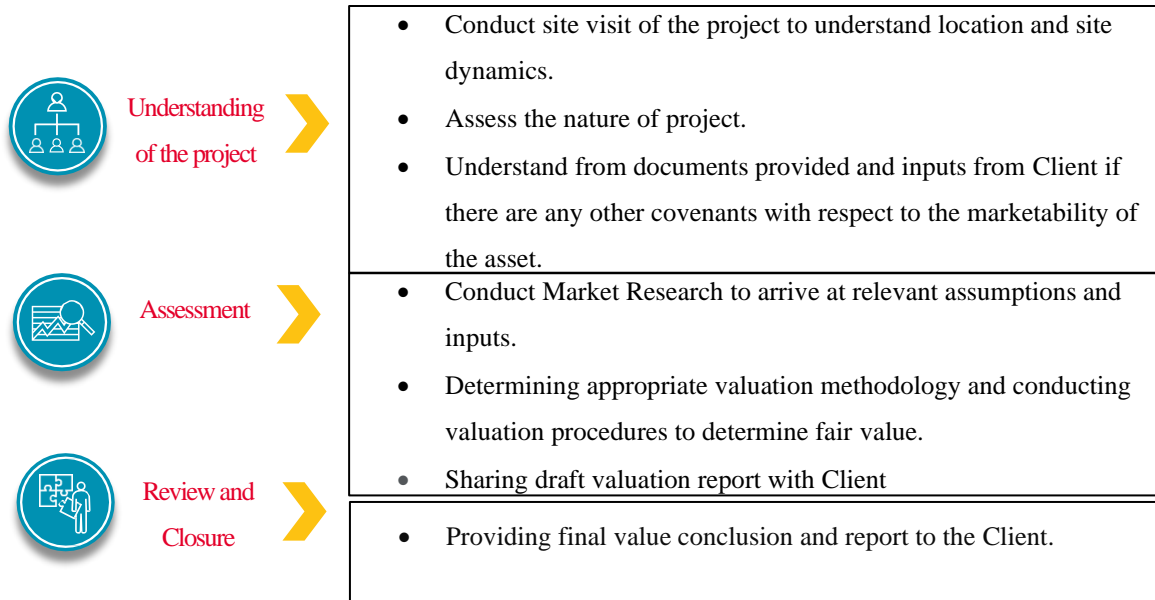 Understanding
of the project
• Conduct site visit of the project to understand location and site
dynamics.
• Assess the nature of project.
• Understand from documents provided and inputs from Client if
there are any other covenants with respect to the marketability of
the asset.
Assessment
• Conduct Market Research to arrive at relevant assumptions and
inputs.
• Determining appropriate valuation methodology and conducting
valuation procedures to determine fair value.
• Sharing draft valuation report with Client
Review and
Closure
• Providing final value conclusion and report to the Client.